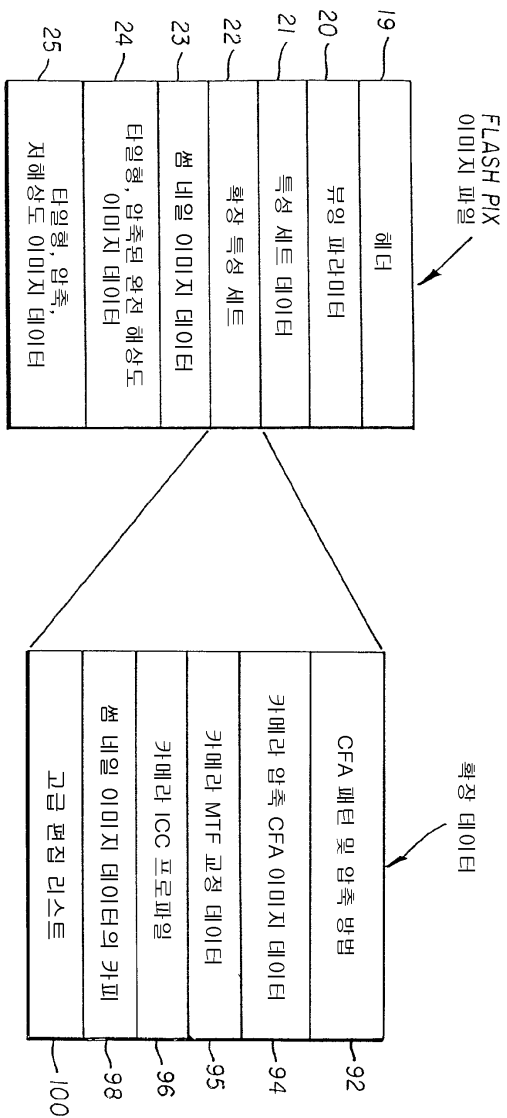 FLASH PIX
이미지 파일
19
헤더
20
뷰잉 파라미터
21
특성 세트 데이터
22
확장 특성 세트
23
썸 네일 이미지 데이터
24
타일형, 압축된 완전 해상도
이미지 데이터
25
타일형, 압축,
저해상도 이미지 데이터
확장 데이터
CFA 패턴 및 압축 방법
92
카메라 압축 CFA 이미지 데이터
94
카메라 MTF 교정 데이터
95
카메라 ICC 프로파일
96
썸 네일 이미지 데이터의 카피
98
고급 편집 리스트
100